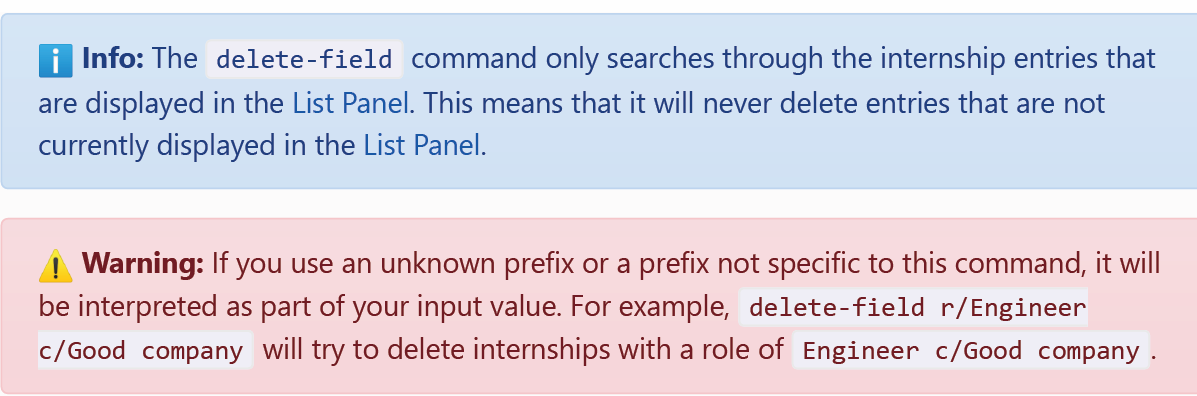 ℹ️ Info: The delete-field command only searches through the internship entries that
are displayed in the List Panel. This means that it will never delete entries that are not
currently displayed in the List Panel.
⚠️ Warning: If you use an unknown prefix or a prefix not specific to this command, it will
be interpreted as part of your input value. For example, delete-field r/Engineer
c/Good company will try to delete internships with a role of Engineer c/Good company.